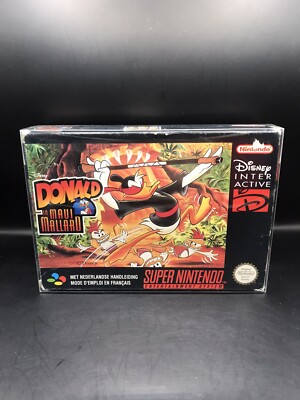 Nintendo
DISNEY
INTER
ACTIVE
DONALD
IN
MAUI
MALLARD
MET NEDERLANDSE HANDLEIDING
MODE D'EMPLOI EN FRANÇAIS
SUPER NINTENDO
ENTERTAINMENT SYSTEM